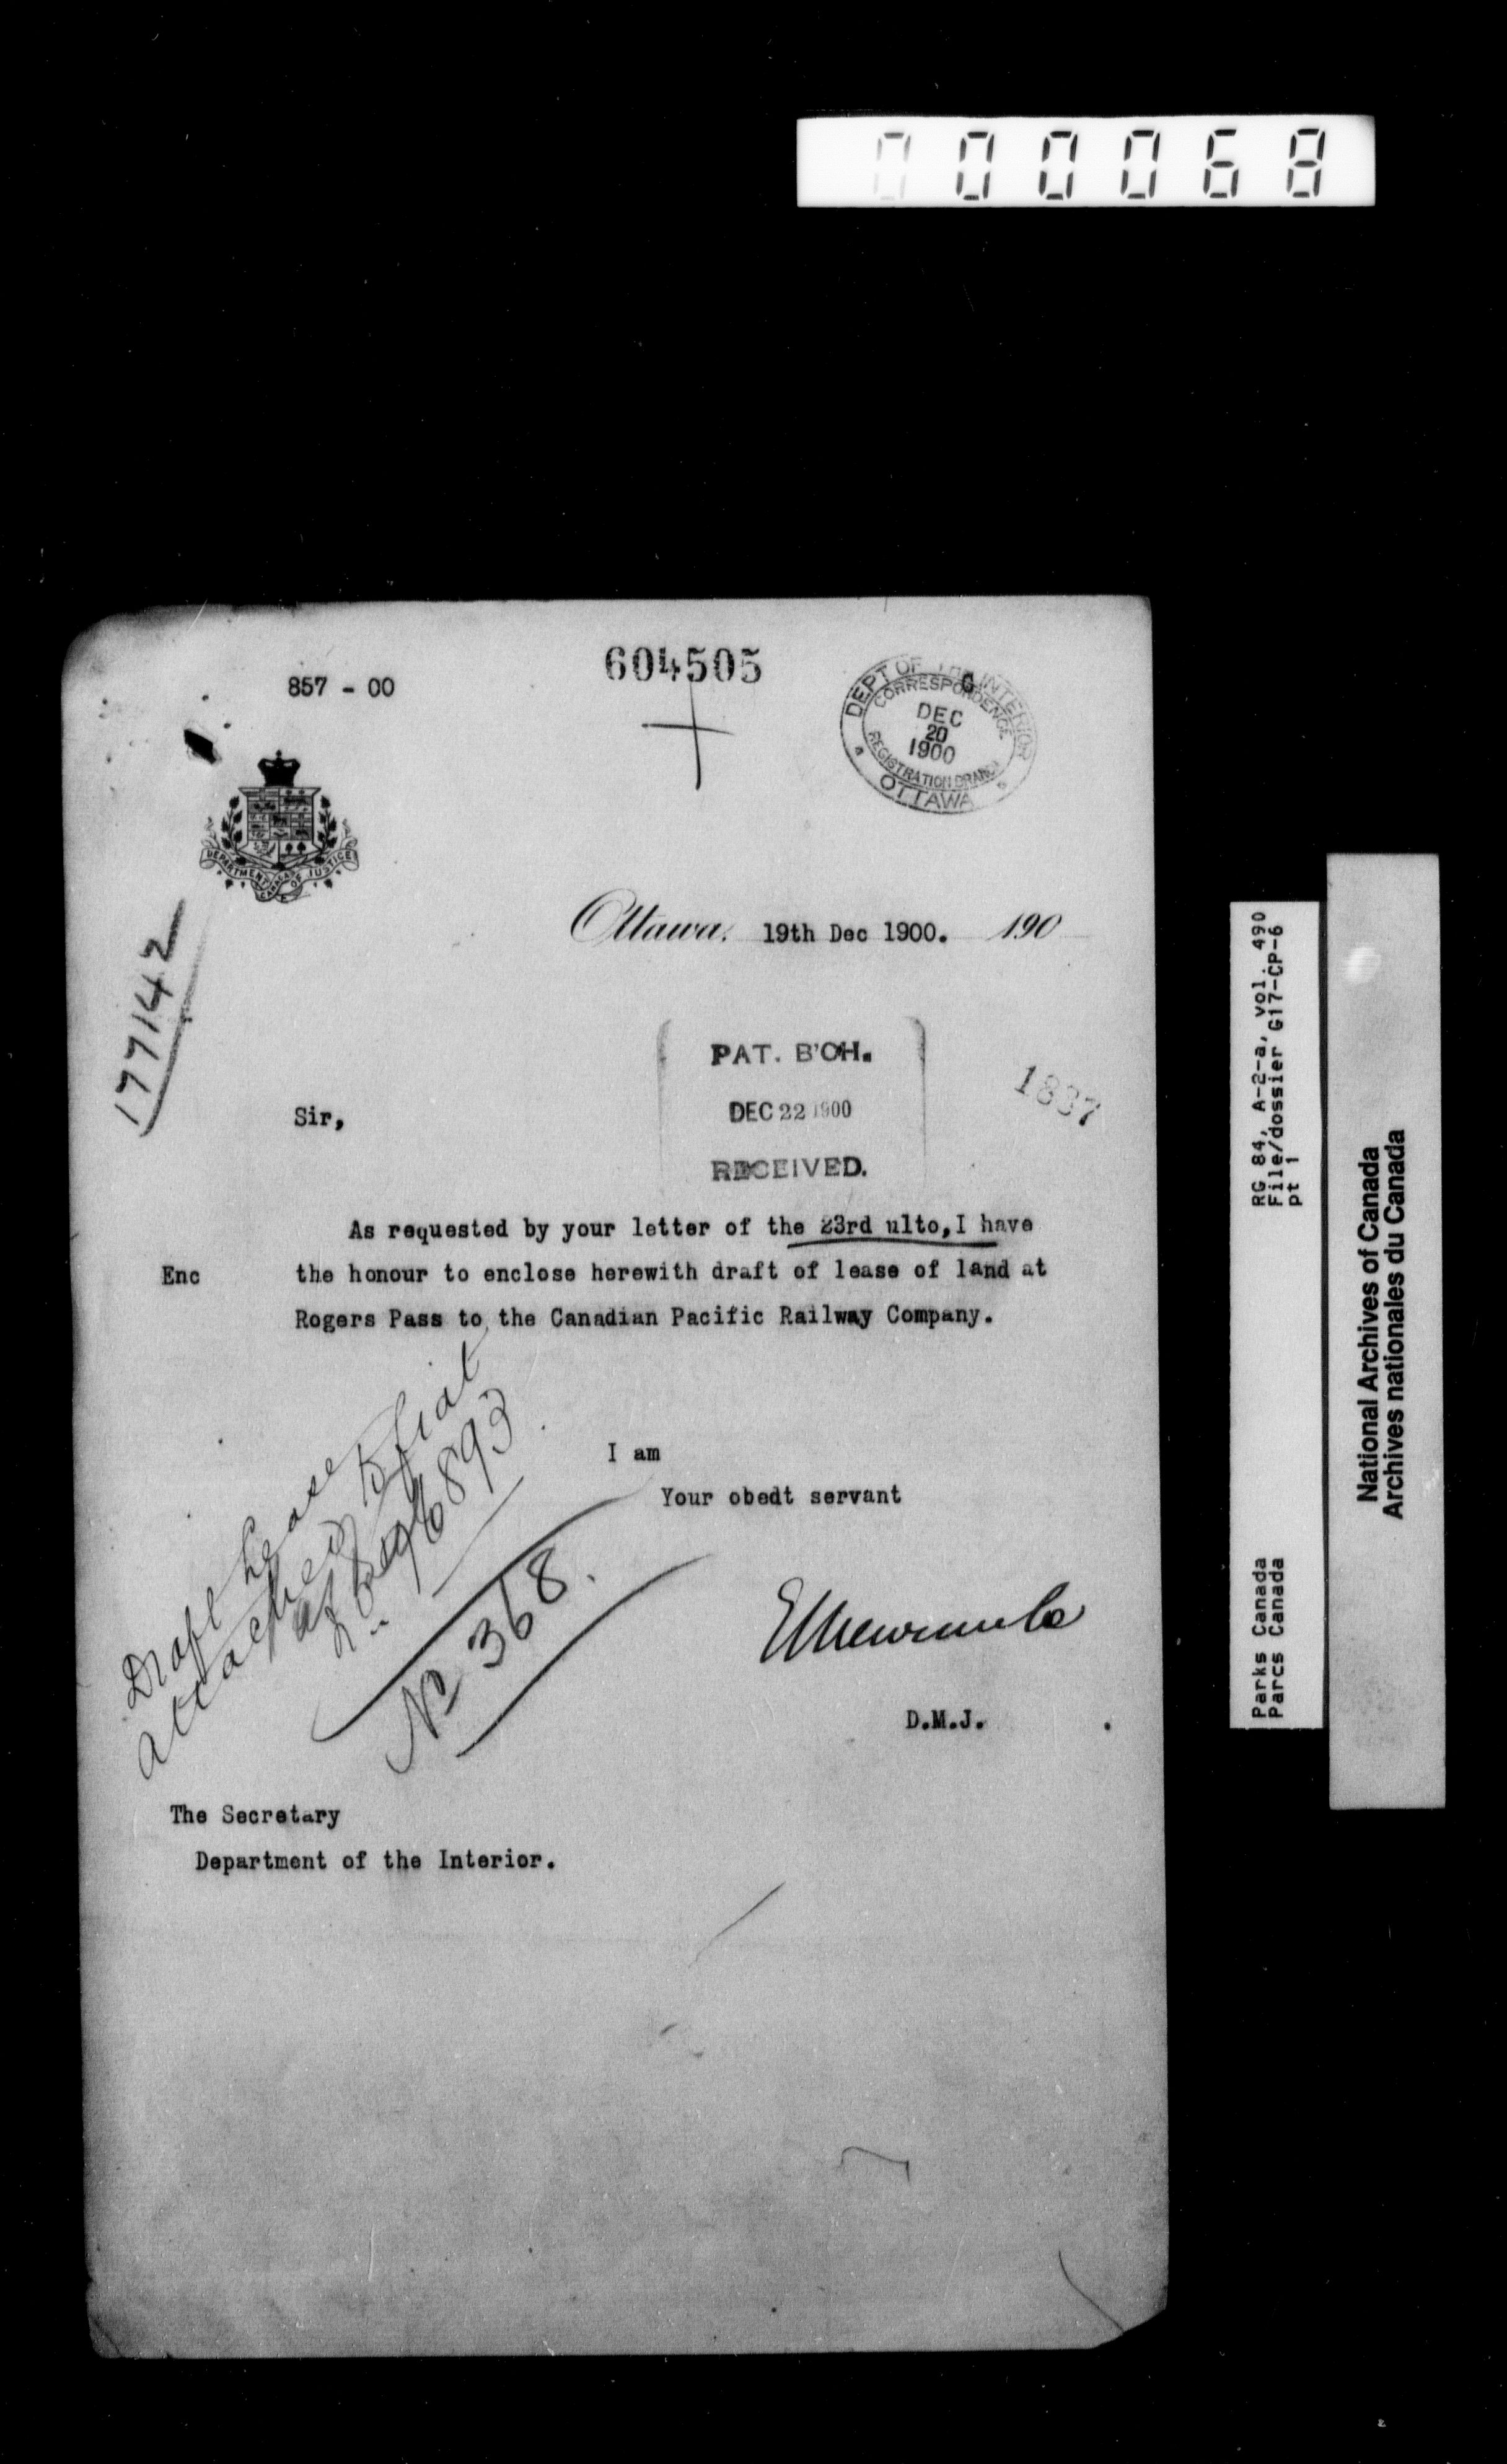 000068
604505
857 - 00
DEPT OF THE INTERIOR
CORRESPONDENCE
DEC
20
1900
REGISTRATION BRANCH
OTTAWA
DEPARTMENT OF JUSTICE
CANADA
Ottawa, 19th Dec 1900. 190
17142
PAT. B'CH.
DEC 22 1900
RECEIVED.
1837
Sir,
As requested by your letter of the 23rd ulto, I have
Enc the honour to enclose herewith draft of lease of land at
Rogers Pass to the Canadian Pacific Railway Company.
I am
Your obedt servant
Draft Lease
attached to fiat
96893
No 368.
ELNewcombe
D.M.J.
The Secretary
Department of the Interior.
RG 84, A-2-a, vol. 490
File/dossier G17-CP-6
pt 1
Parks Canada
Parcs Canada
National Archives of Canada
Archives nationales du Canada